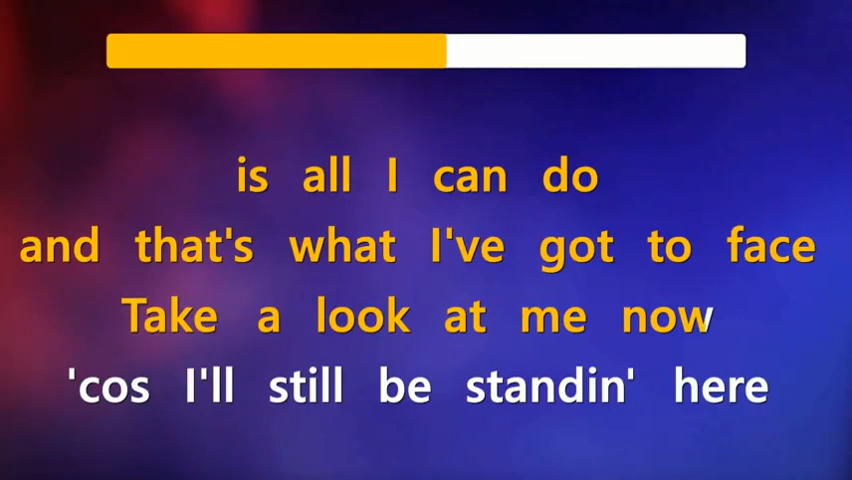 is all I can do
and that's what I've got to face
Take a look at me now
'cos I'll still be standin' here